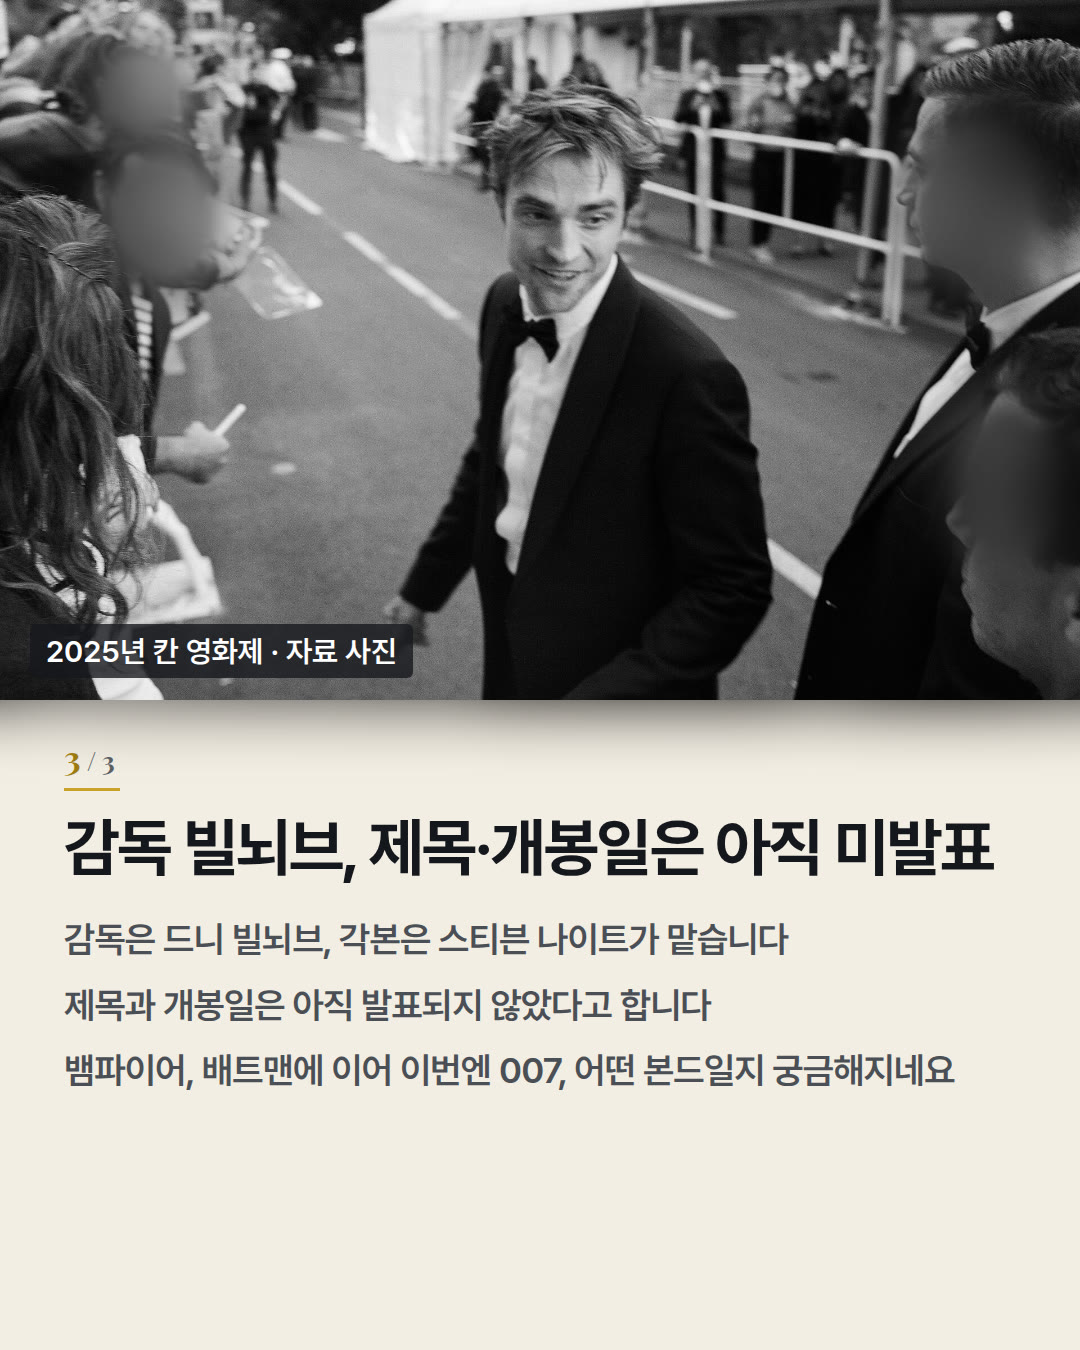 2025년 칸 영화제 · 자료 사진
3 / 3
감독 빌뇌브, 제목·개봉일은 아직 미발표
감독은 드니 빌뇌브, 각본은 스티븐 나이트가 맡습니다
제목과 개봉일은 아직 발표되지 않았다고 합니다
뱀파이어, 배트맨에 이어 이번엔 007, 어떤 본드일지 궁금해지네요